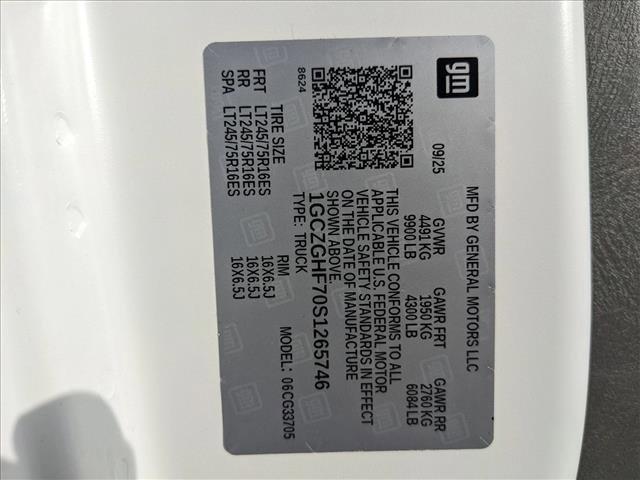 gm
MFD BY GENERAL MOTORS LLC
09/25
GVWR GAWR FRT GAWR RR
4491 KG 1950 KG 2760 KG
9900 LB 4300 LB 6084 LB
THIS VEHICLE CONFORMS TO ALL
APPLICABLE U.S. FEDERAL MOTOR
VEHICLE SAFETY STANDARDS IN EFFECT
ON THE DATE OF MANUFACTURE
SHOWN ABOVE.
1GCZGHF70S1265746
8624
TYPE: TRUCK
MODEL: 06CG33705
TIRE SIZE RIM
FRT LT245/75R16ES 16X6.5J
RR LT245/75R16ES 16X6.5J
SPA LT245/75R16ES 16X6.5J